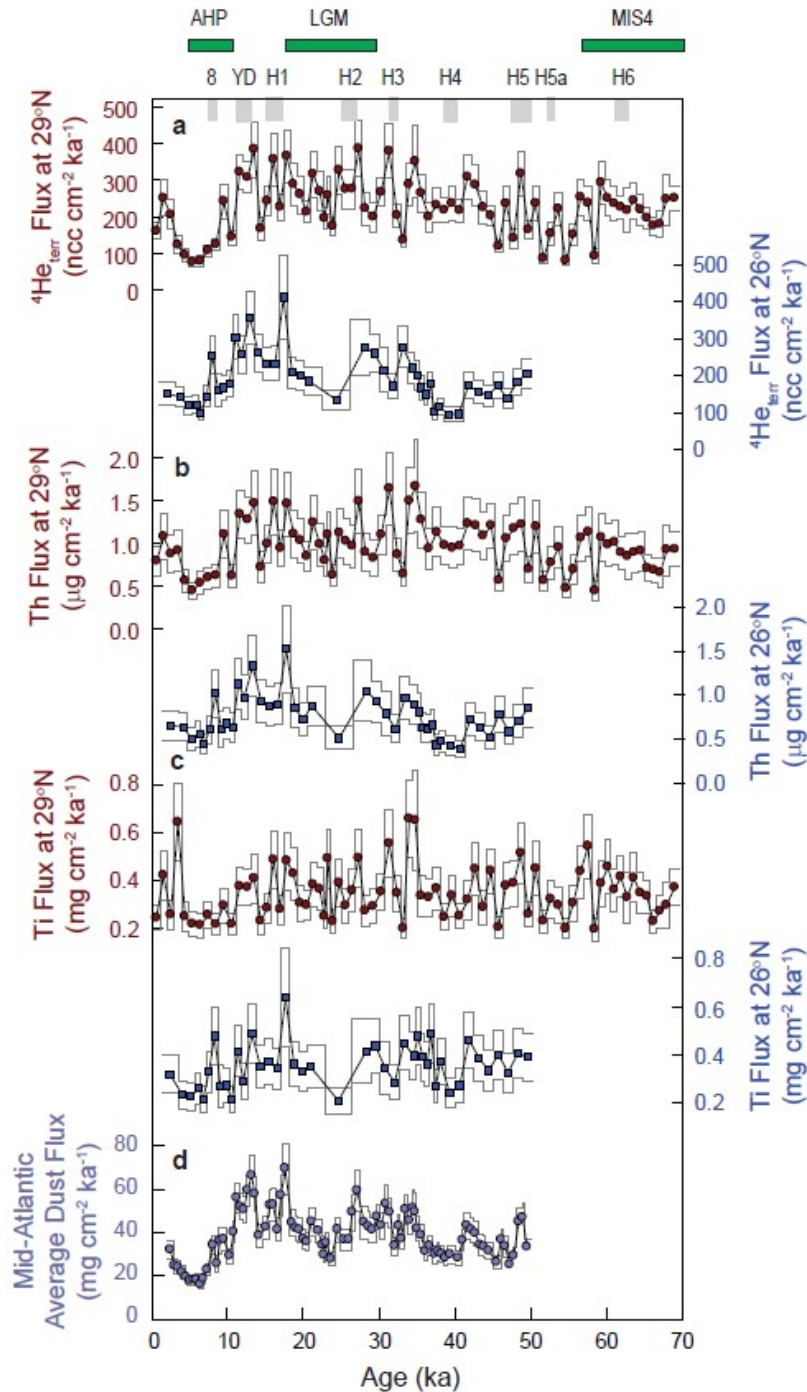 AHP LGM MIS4
8 YD H1 H2 H3 H4 H5 H5a H6
a
500
400
300
200
100
0
⁴He_terr Flux at 29°N
(ncc cm⁻² ka⁻¹)
500
400
300
200
100
0
⁴He_terr Flux at 26°N
(ncc cm⁻² ka⁻¹)
b
2.0
1.5
1.0
0.5
0.0
Th Flux at 29°N
(μg cm⁻² ka⁻¹)
2.0
1.5
1.0
0.5
0.0
Th Flux at 26°N
(μg cm⁻² ka⁻¹)
c
0.8
0.6
0.4
0.2
Ti Flux at 29°N
(mg cm⁻² ka⁻¹)
0.8
0.6
0.4
0.2
Ti Flux at 26°N
(mg cm⁻² ka⁻¹)
d
80
60
40
20
0
Mid-Atlantic
Average Dust Flux
(mg cm⁻² ka⁻¹)
0 10 20 30 40 50 60 70
Age (ka)